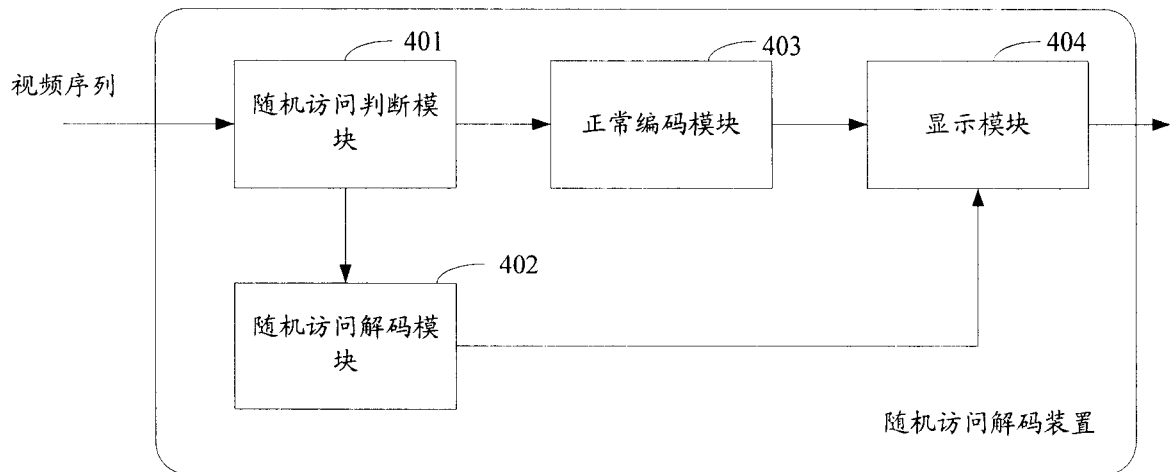 401
403
404
视频序列
随机访问判断模
块
正常编码模块
显示模块
402
随机访问解码模
块
随机访问解码装置